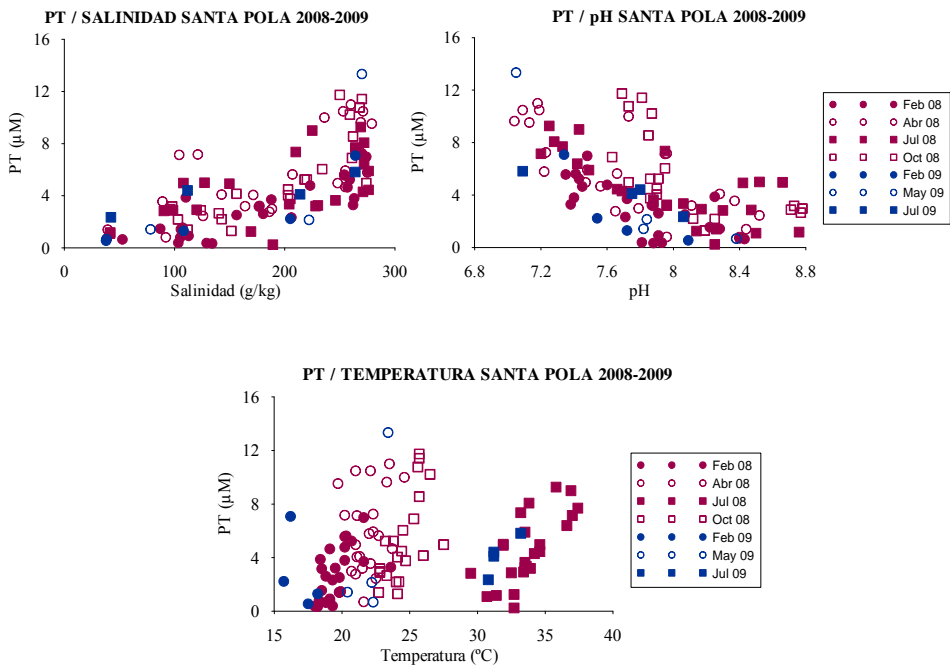 PT / SALINIDAD SANTA POLA 2008-2009
16
12
8
4
0
PT (µM)
0 100 200 300
Salinidad (g/kg)
PT / pH SANTA POLA 2008-2009
16
12
8
4
0
PT (µM)
6.8 7.2 7.6 8 8.4 8.8
pH
Feb 08
Abr 08
Jul 08
Oct 08
Feb 09
May 09
Jul 09
PT / TEMPERATURA SANTA POLA 2008-2009
16
12
8
4
0
PT (µM)
15 20 25 30 35 40
Temperatura (ºC)
Feb 08
Abr 08
Jul 08
Oct 08
Feb 09
May 09
Jul 09